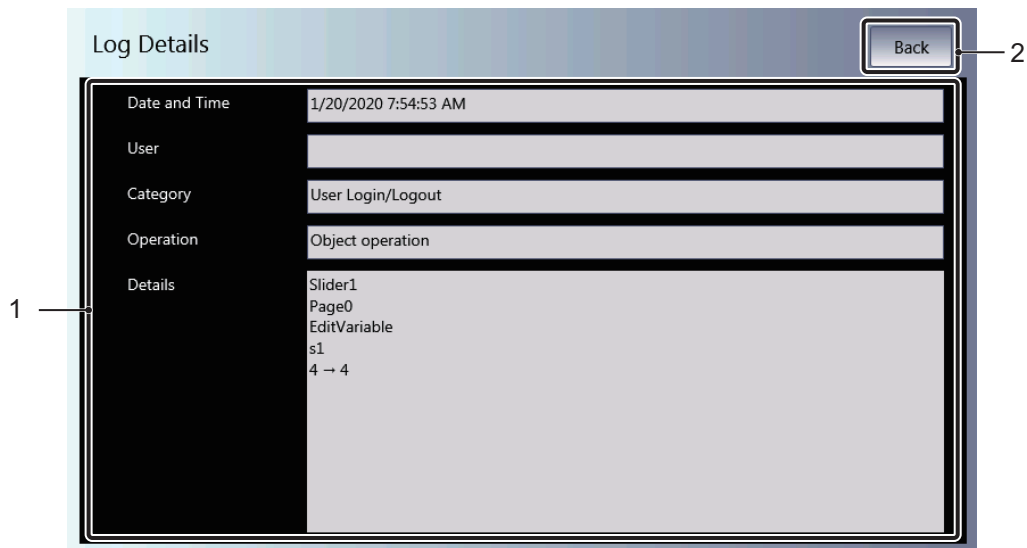 Log Details
Back
2
Date and Time
1/20/2020 7:54:53 AM
User
Category
User Login/Logout
Operation
Object operation
Details
Slider1
Page0
EditVariable
s1
4 → 4
1